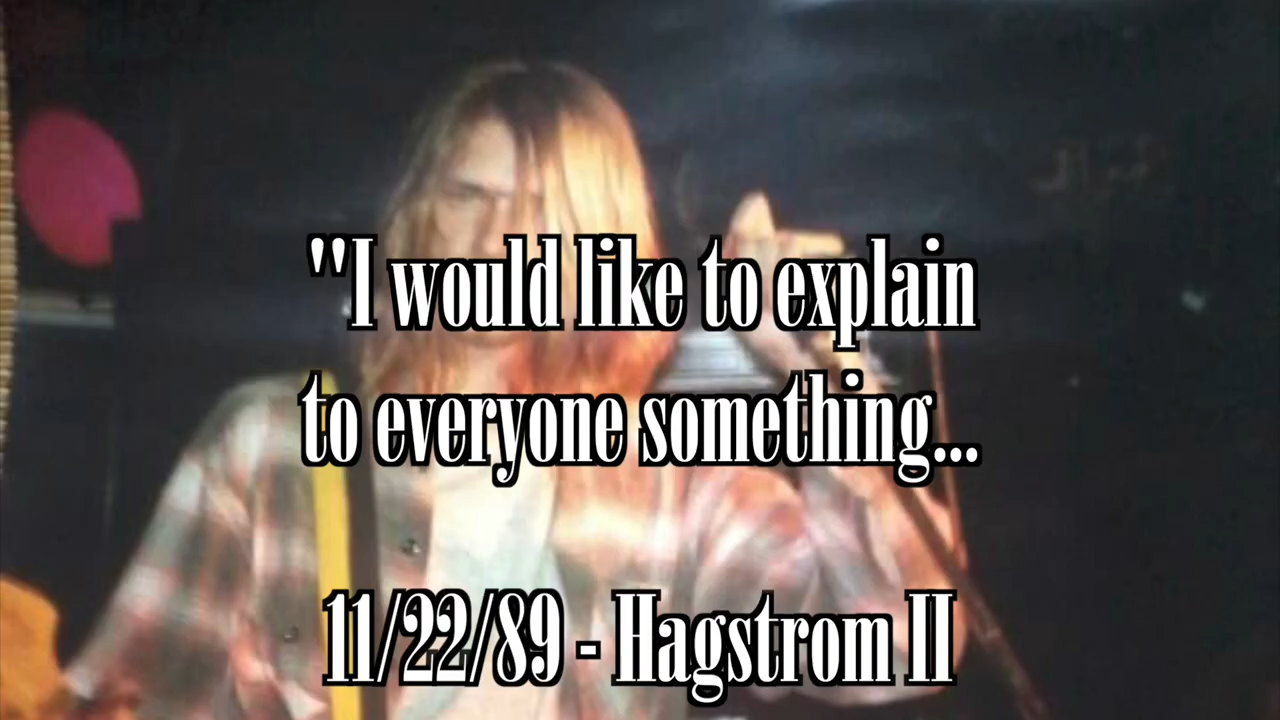 "I would like to explain
to everyone something...
11/22/89 - Hagstrom II